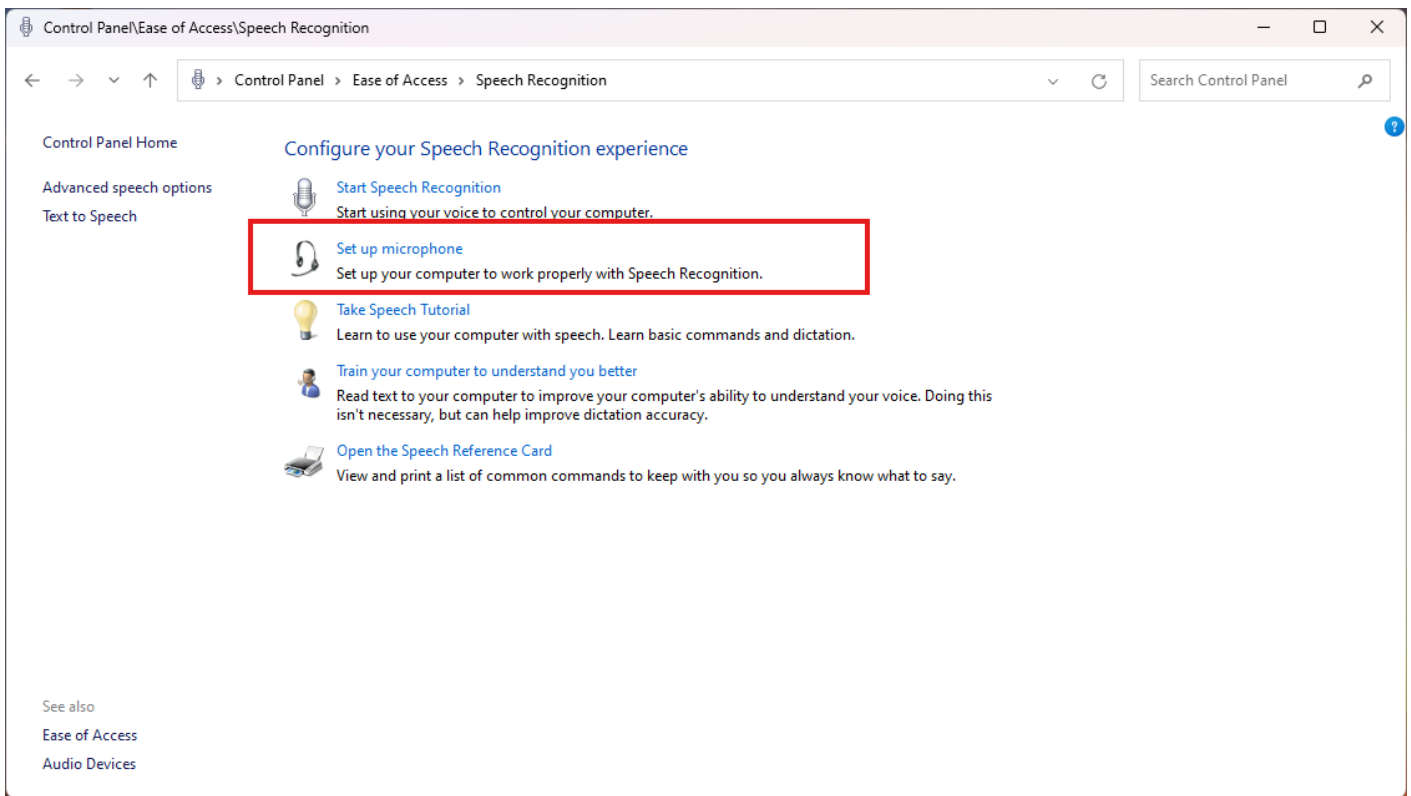 Control Panel\Ease of Access\Speech Recognition
Control Panel > Ease of Access > Speech Recognition
Search Control Panel
?
Control Panel Home
Advanced speech options
Text to Speech
Configure your Speech Recognition experience
Start Speech Recognition
Start using your voice to control your computer.
Set up microphone
Set up your computer to work properly with Speech Recognition.
Take Speech Tutorial
Learn to use your computer with speech. Learn basic commands and dictation.
Train your computer to understand you better
Read text to your computer to improve your computer's ability to understand your voice. Doing this
isn't necessary, but can help improve dictation accuracy.
Open the Speech Reference Card
View and print a list of common commands to keep with you so you always know what to say.
See also
Ease of Access
Audio Devices